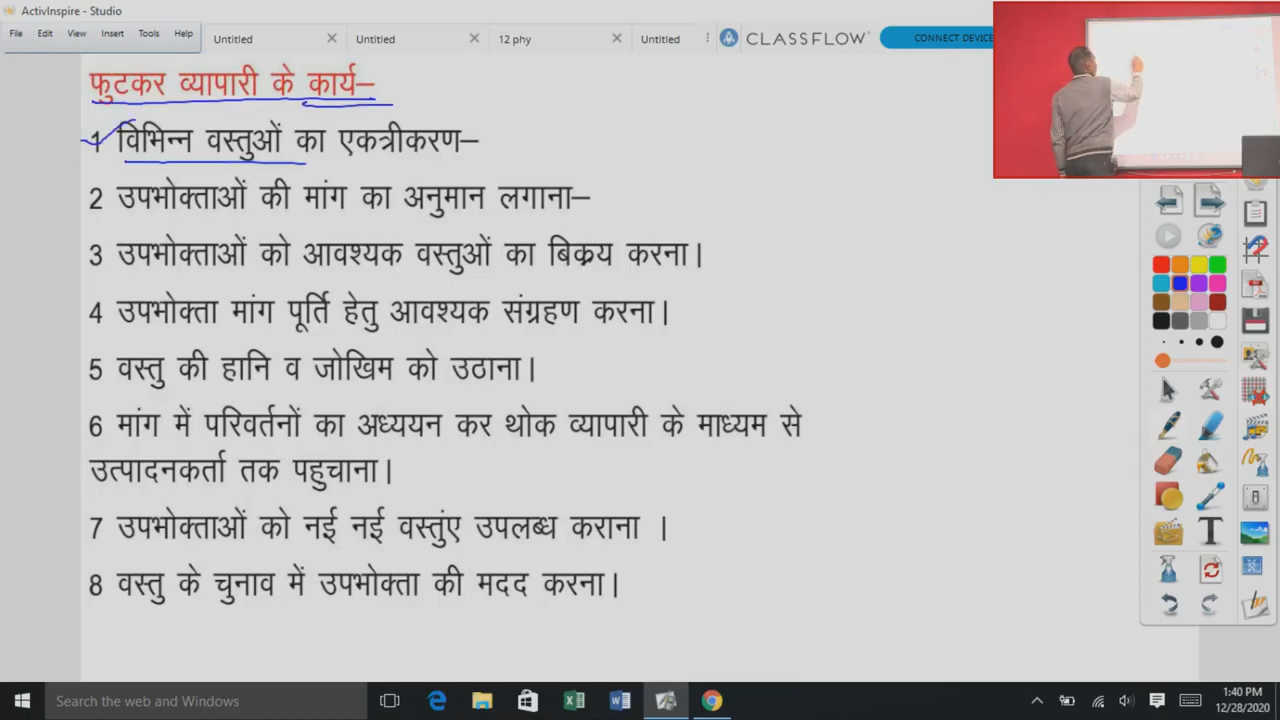 ActivInspire - Studio
File Edit View Insert Tools Help
Untitled
Untitled
12 phy
Untitled
CLASSFLOW
CONNECT DEVICE
फुटकर व्यापारी के कार्य–
1 विभिन्न वस्तुओं का एकत्रीकरण–
2 उपभोक्ताओं की मांग का अनुमान लगाना–
3 उपभोक्ताओं को आवश्यक वस्तुओं का बिक्रय करना।
4 उपभोक्ता मांग पूर्ति हेतु आवश्यक संग्रहण करना।
5 वस्तु की हानि व जोखिम को उठाना।
6 मांग में परिवर्तनों का अध्ययन कर थोक व्यापारी के माध्यम से
उत्पादनकर्ता तक पहुचाना।
7 उपभोक्ताओं को नई नई वस्तुंए उपलब्ध कराना ।
8 वस्तु के चुनाव में उपभोक्ता की मदद करना।
Search the web and Windows
1:40 PM
12/28/2020